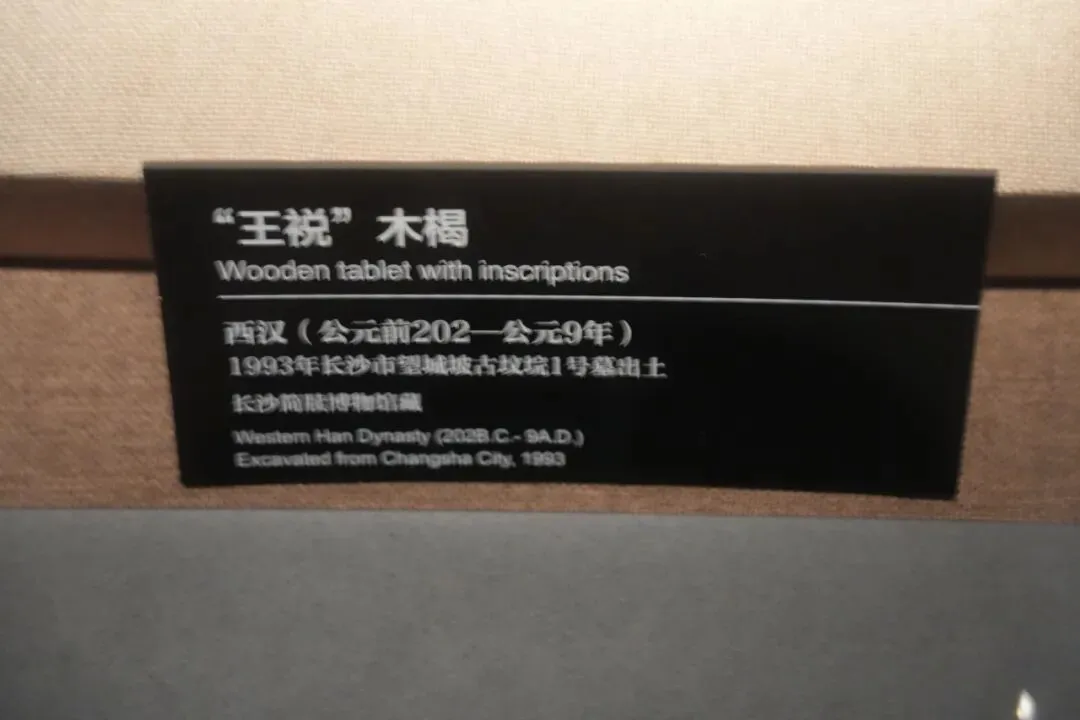 “王祱”木楬
Wooden tablet with inscriptions
西汉（公元前202—公元9年）
1993年长沙市望城坡古坟垸1号墓出土
长沙简牍博物馆藏
Western Han Dynasty (202B.C.- 9A.D.)
Excavated from Changsha City, 1993